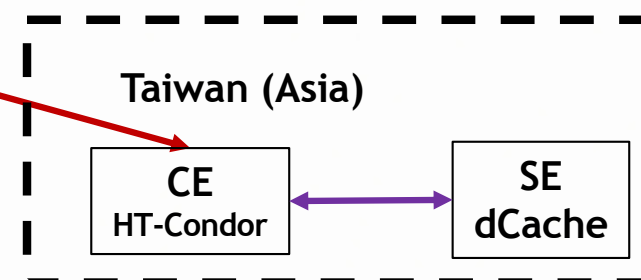 Taiwan (Asia)
CE
HT-Condor
SE
dCache